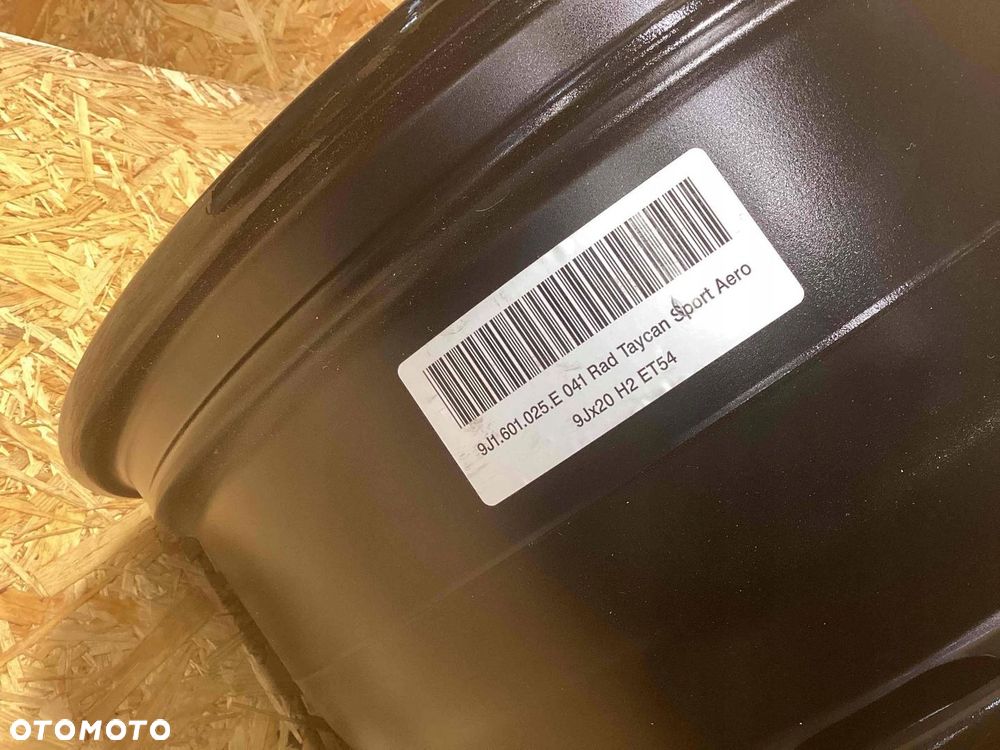 9J1.601.025.E 041 Rad Taycan Sport Aero
9Jx20 H2 ET54
OTOMOTO